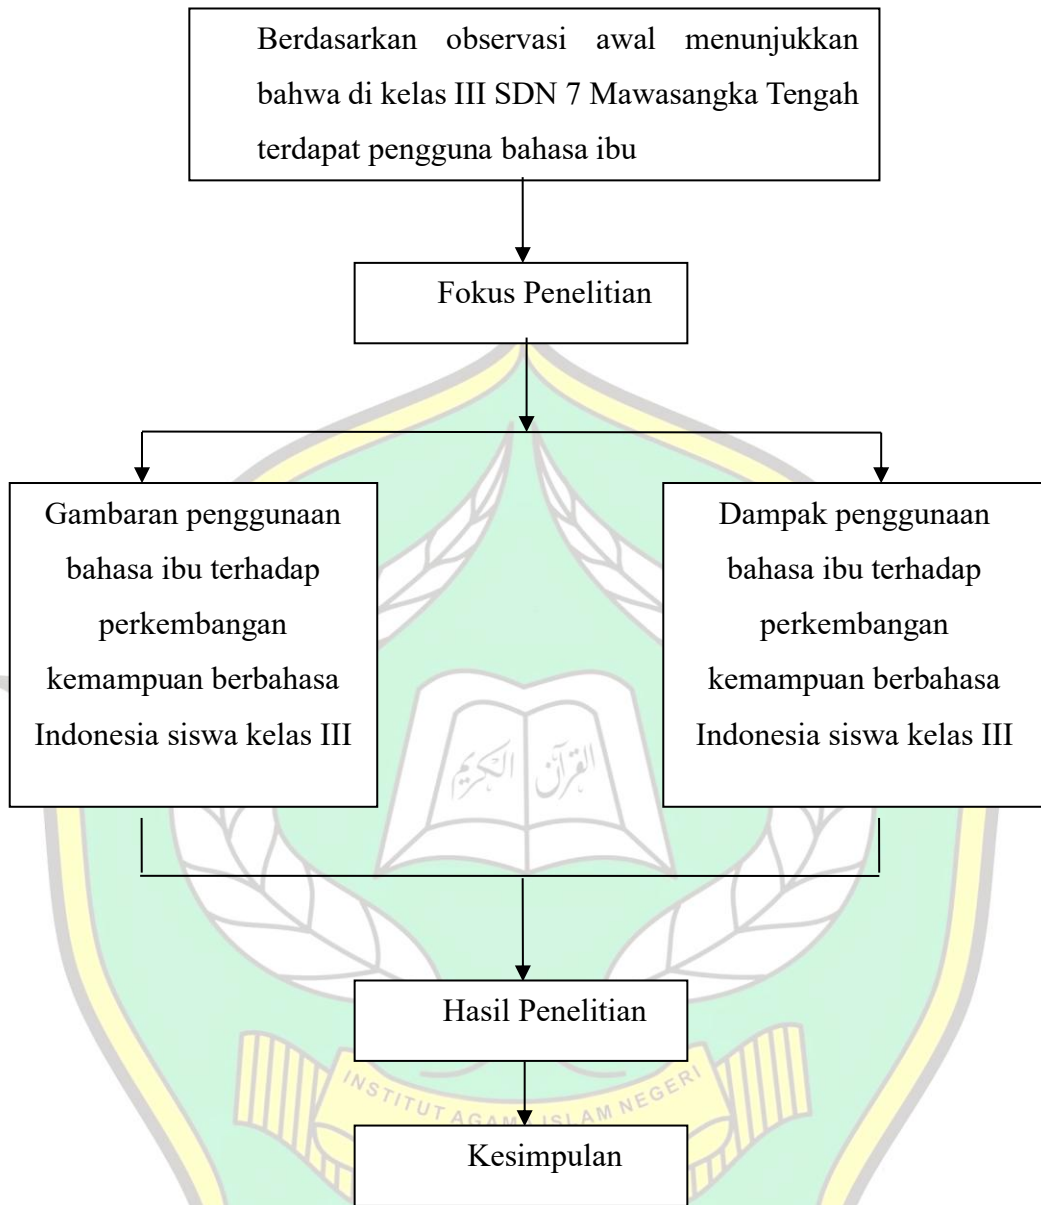 Berdasarkan observasi awal menunjukkan
bahwa di kelas III SDN 7 Mawasangka Tengah
terdapat pengguna bahasa ibu
Fokus Penelitian
Gambaran penggunaan
bahasa ibu terhadap
perkembangan
kemampuan berbahasa
Indonesia siswa kelas III
Dampak penggunaan
bahasa ibu terhadap
perkembangan
kemampuan berbahasa
Indonesia siswa kelas III
القرآن الكريم
Hasil Penelitian
INSTITUT AGAMA ISLAM NEGERI
Kesimpulan